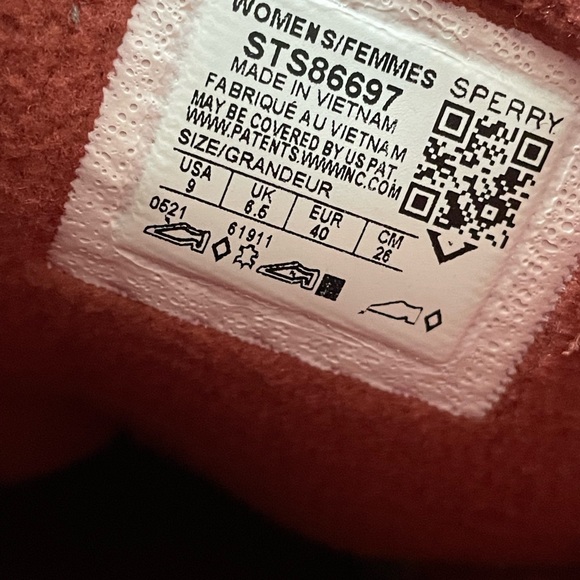 WOMENS/FEMMES
STS86697
SPERRY
MADE IN VIETNAM
FABRIQUÉ AU VIETNAM
MAY BE COVERED BY US PAT.
WWW.PATENTS.WWWINC.COM
SIZE/GRANDEUR
USA UK EUR CM
9 6.5 40 26
0521 61911